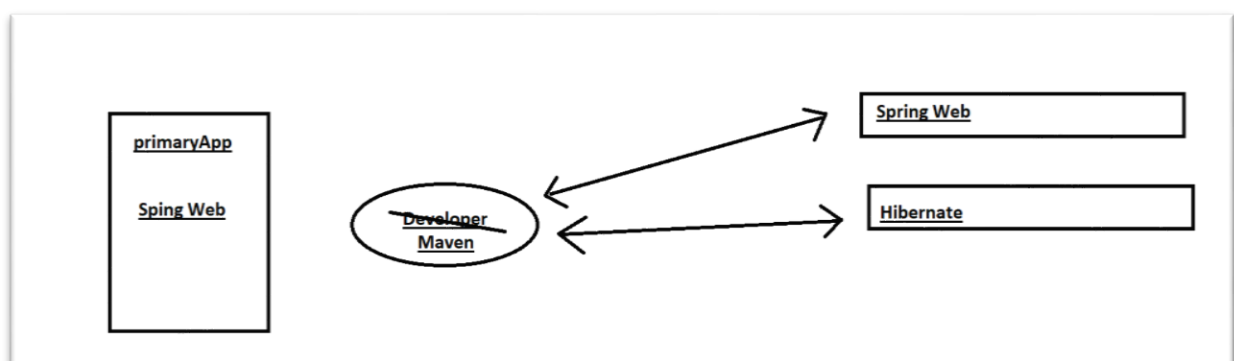 primaryApp
Sping Web
Developer
Maven
Spring Web
Hibernate